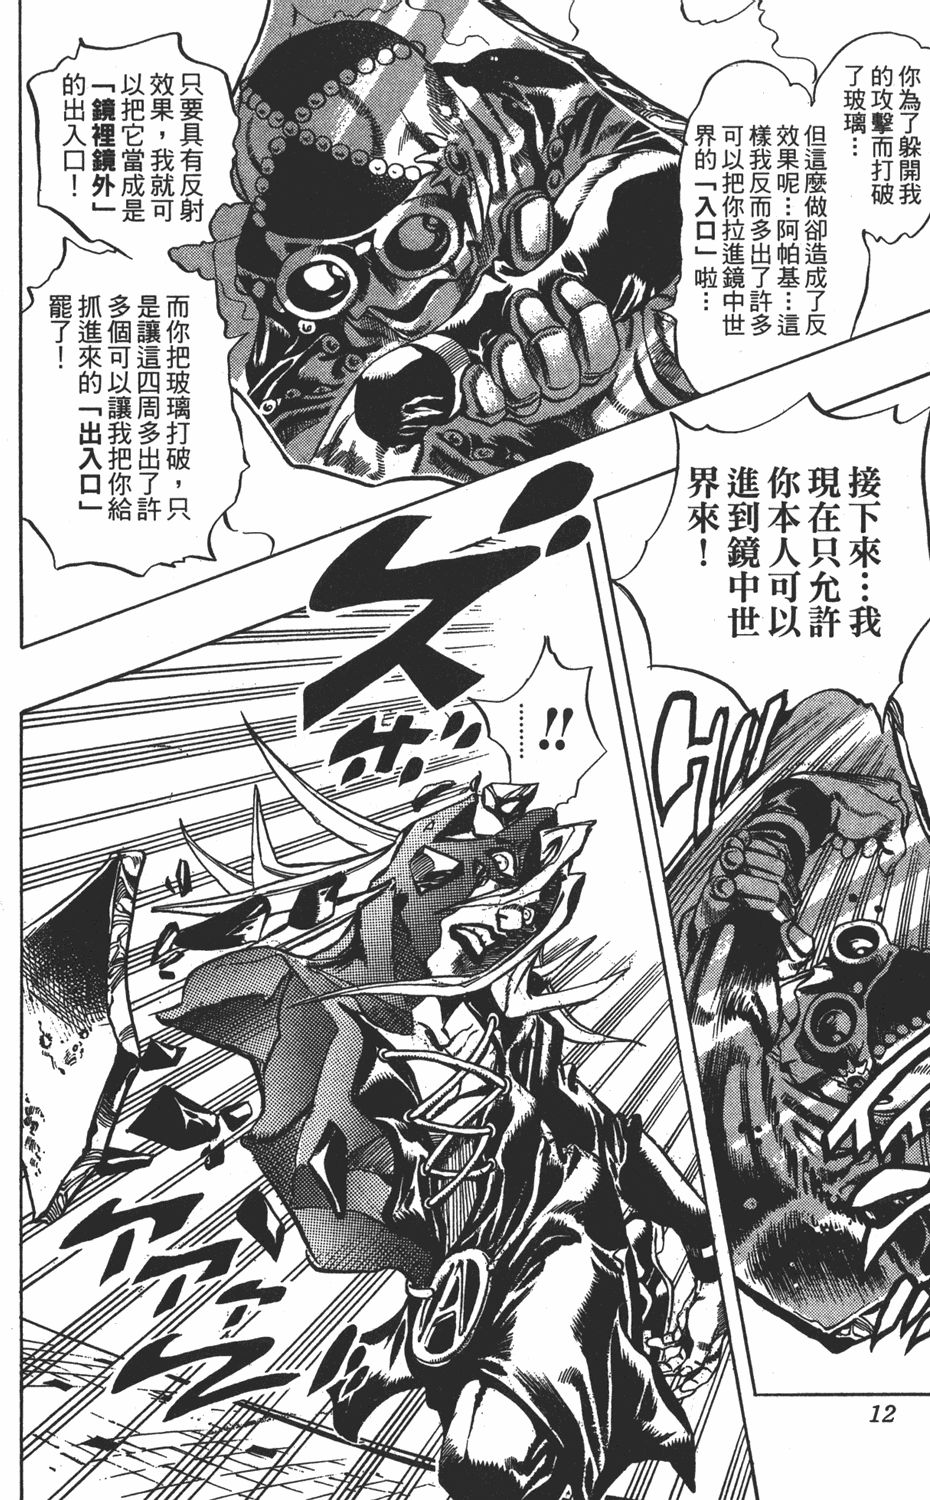 你為了躲開我
的攻擊而打破
了玻璃…
但這麼做卻造成了反
效果呢…阿帕基…這
樣我反而多出了許多
可以把你拉進鏡中世
界的「入口」啦…
只要具有反射
效果，我就可
以把它當成是
「鏡裡鏡外」
的出入口！
而你把玻璃打破，只
是讓這四周多出了許
多個可以讓我把你給
抓進來的「出入口」
罷了！
接下來…我
現在只允許
你本人可以
進到鏡中世
界來！
!!
……
ズズ
A
12